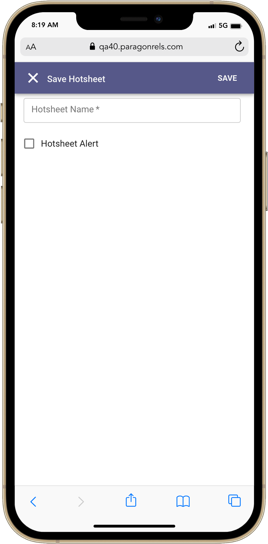 8:19 AM
5G
AA
qa40.paragonrels.com
Save Hotsheet
SAVE
Hotsheet Name *
Hotsheet Alert